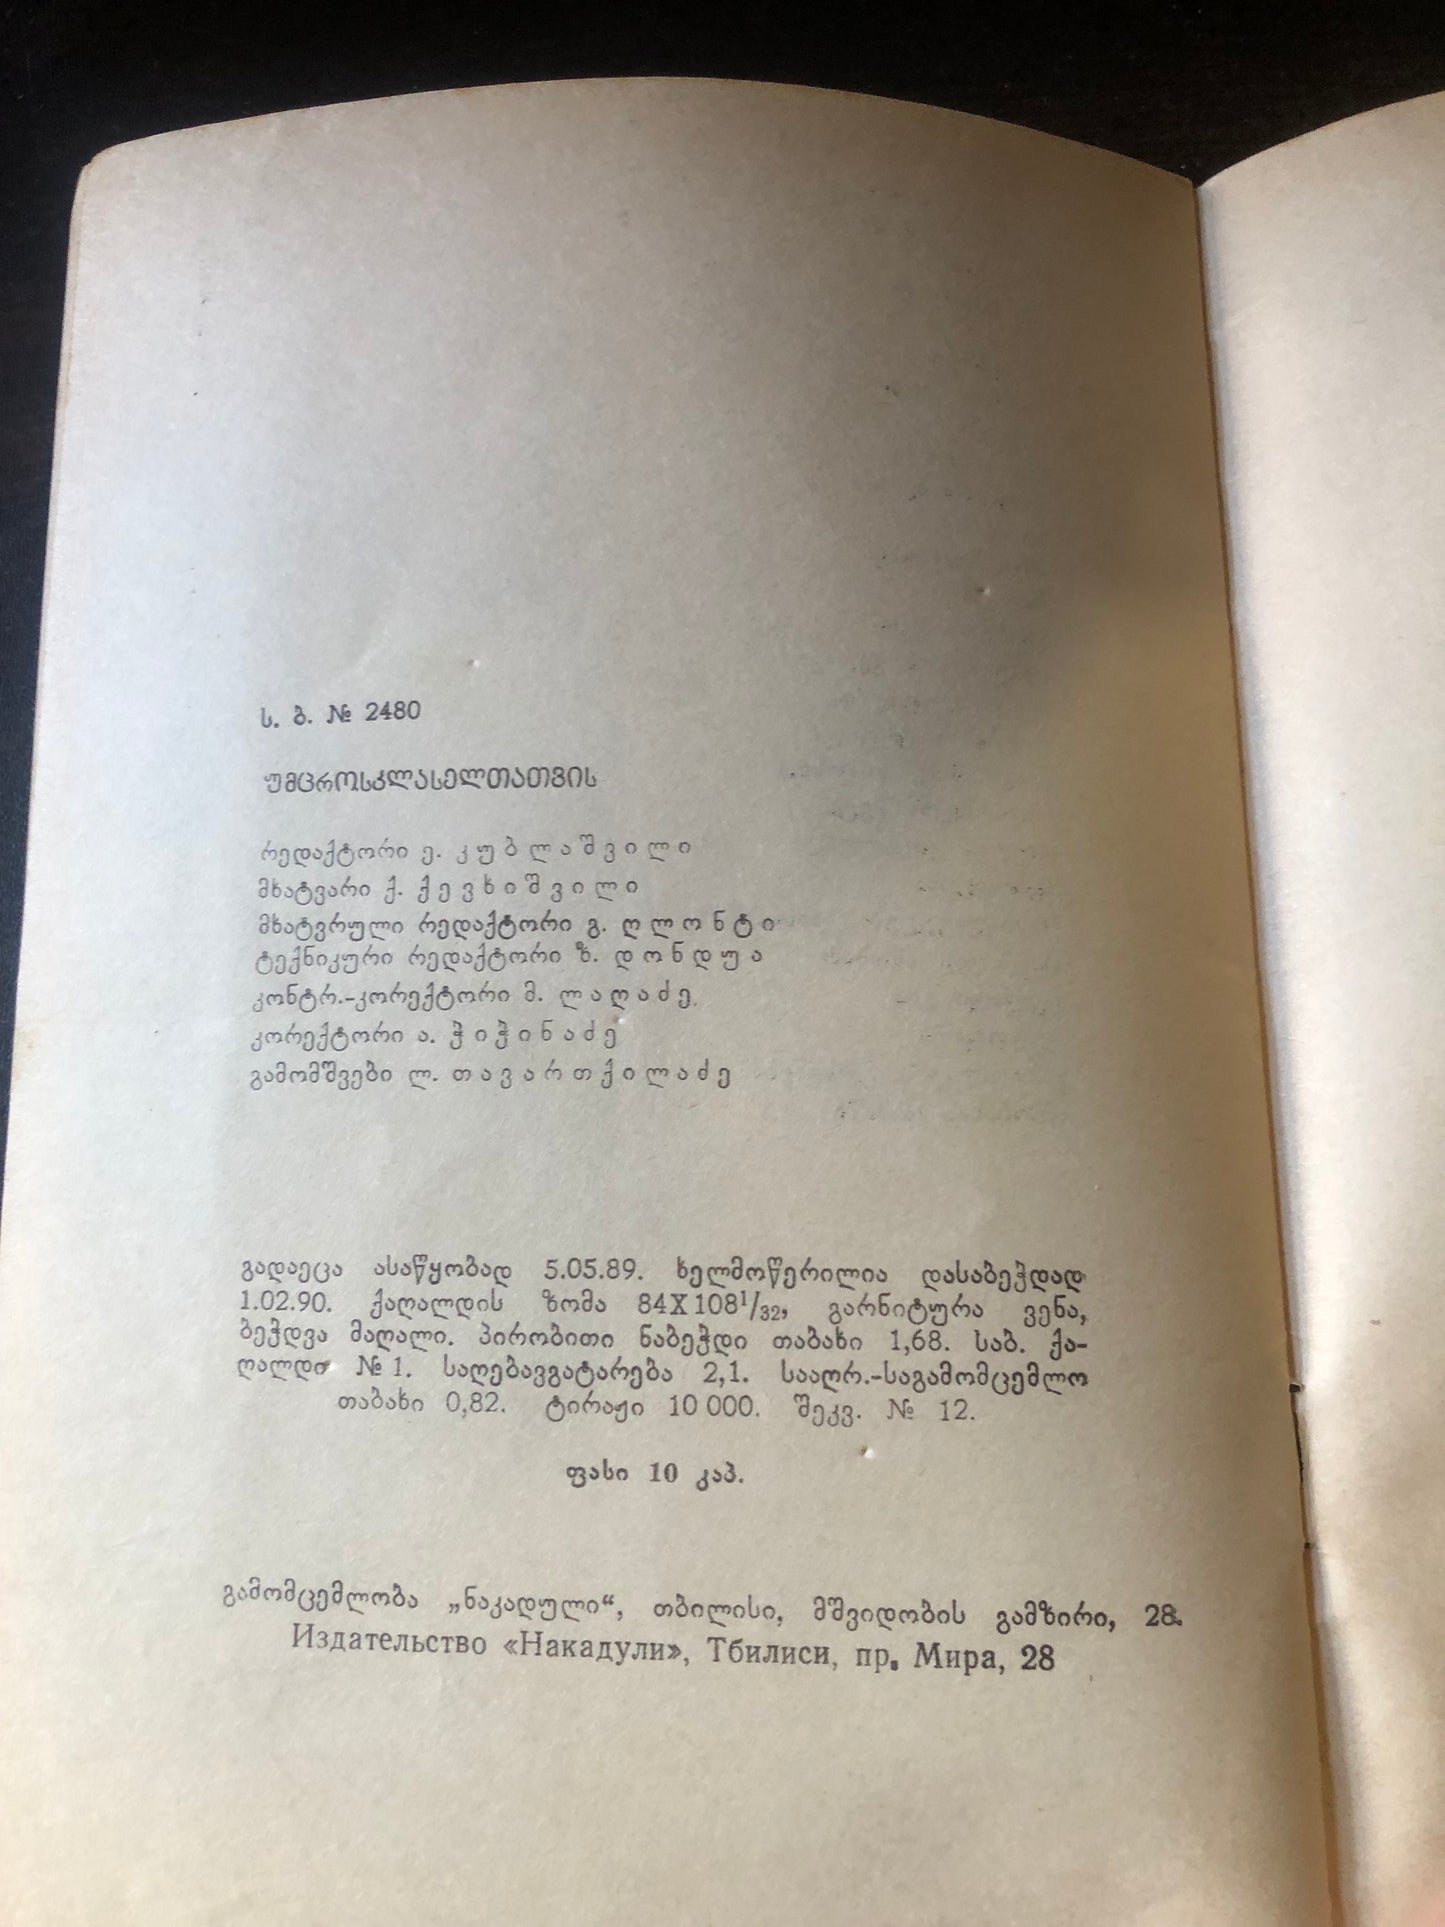 ს. ბ. № 2480
უმცროსკლასელთათვის
რედაქტორი ე. კუბლაშვილი
მხატვარი ქ. ქევხიშვილი
მხატვრული რედაქტორი გ. ღლონტი
ტექნიკური რედაქტორი ზ. დონდუა
კონტრ.-კორექტორი მ. ლაღაძე
კორექტორი ა. ჭიჭინაძე
გამომშვები ლ. თავართქილაძე
გადაეცა ასაწყობად 5.05.89. ხელმოწერილია დასაბეჭდად
1.02.90. ქაღალდის ზომა 84X108¹/₃₂, გარნიტურა ვენა,
ბეჭდვა მაღალი. პირობითი ნაბეჭდი თაბახი 1,68. საბ. ქა-
ღალდი № 1. საღებავგატარება 2,1. სააღრ.-საგამომცემლო
თაბახი 0,82. ტირაჟი 10 000. შეკვ. № 12.
ფასი 10 კაპ.
გამომცემლობა „ნაკადული“, თბილისი, მშვიდობის გამზირი, 28.
Издательство «Накадули», Тбилиси, пр. Мира, 28